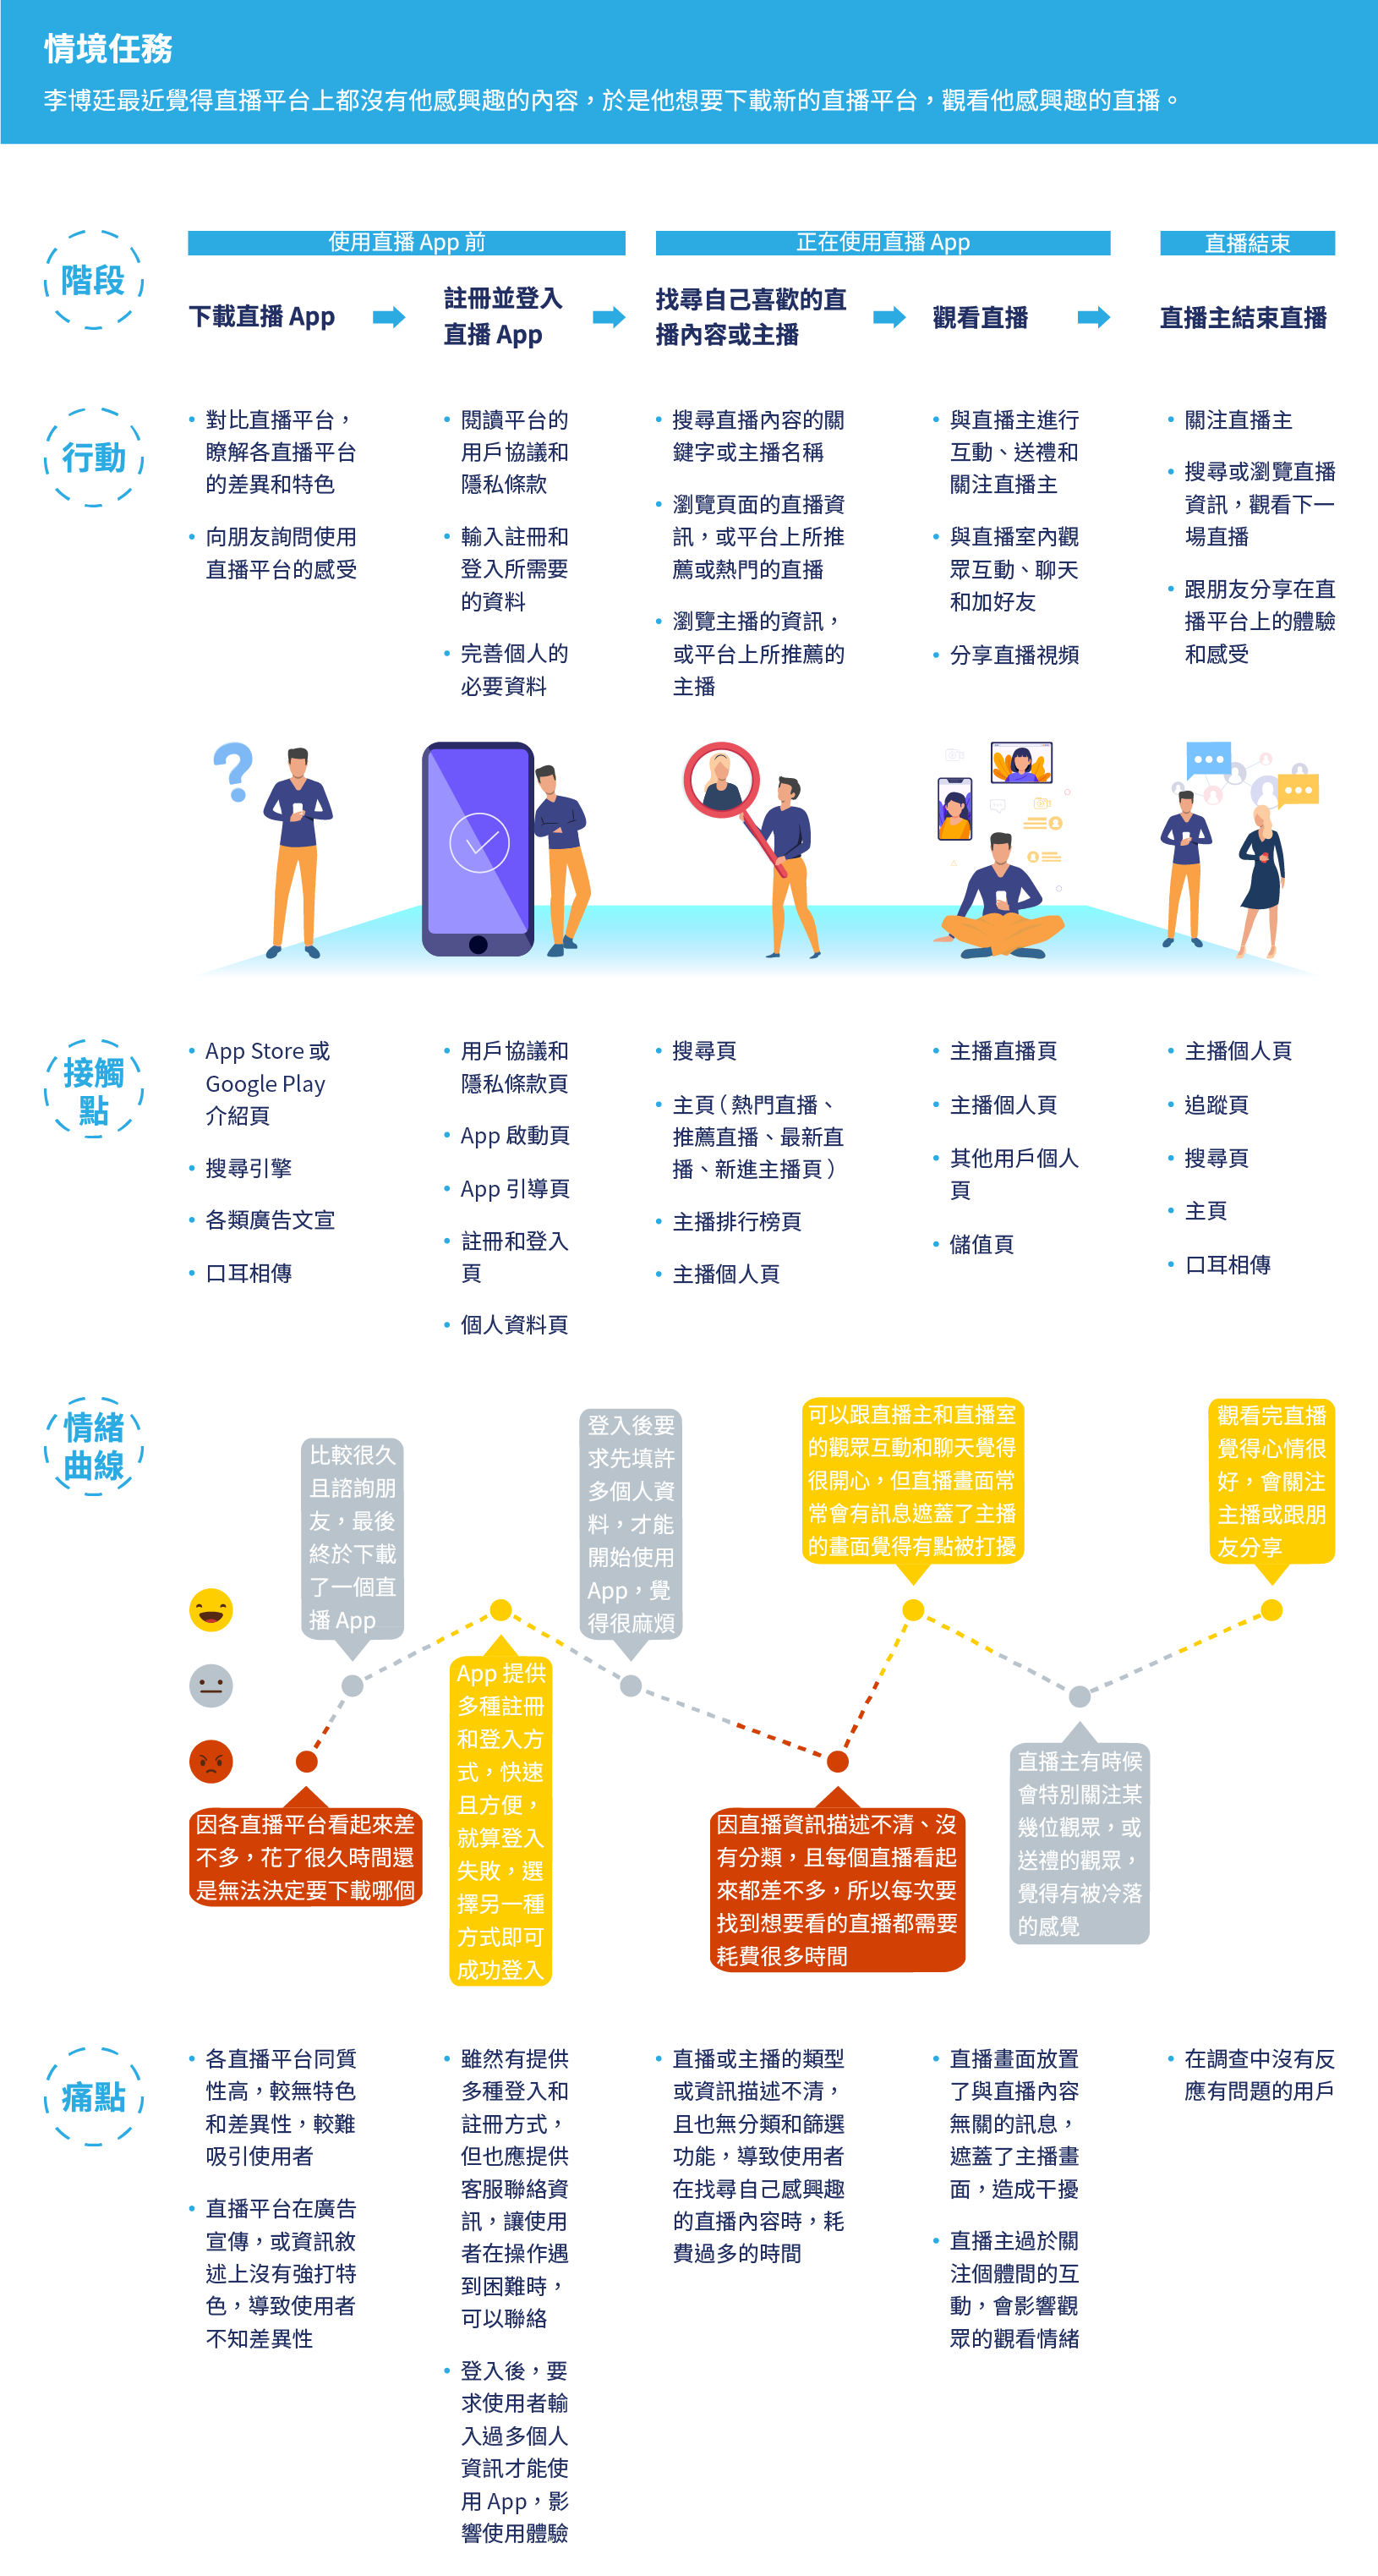 情境任務
李博廷最近覺得直播平台上都沒有他感興趣的內容，於是他想要下載新的直播平台，觀看他感興趣的直播。
階段
使用直播 App 前
正在使用直播 App
直播結束
下載直播 App
註冊並登入
直播 App
找尋自己喜歡的直
播內容或主播
觀看直播
直播主結束直播
行動
• 對比直播平台，
瞭解各直播平台
的差異和特色
• 向朋友詢問使用
直播平台的感受
• 閱讀平台的
用戶協議和
隱私條款
• 輸入註冊和
登入所需要
的資料
• 完善個人的
必要資料
• 搜尋直播內容的關
鍵字或主播名稱
• 瀏覽頁面的直播資
訊，或平台上所推
薦或熱門的直播
• 瀏覽主播的資訊，
或平台上所推薦的
主播
• 與直播主進行
互動、送禮和
關注直播主
• 與直播室內觀
眾互動、聊天
和加好友
• 分享直播視頻
• 關注直播主
• 搜尋或瀏覽直播
資訊，觀看下一
場直播
• 跟朋友分享在直
播平台上的體驗
和感受
?
接觸
點
• App Store 或
Google Play
介紹頁
• 搜尋引擎
• 各類廣告文宣
• 口耳相傳
• 用戶協議和
隱私條款頁
• App 啟動頁
• App 引導頁
• 註冊和登入
頁
• 個人資料頁
• 搜尋頁
• 主頁（熱門直播、
推薦直播、最新直
播、新進主播頁）
• 主播排行榜頁
• 主播個人頁
• 主播直播頁
• 主播個人頁
• 其他用戶個人
頁
• 儲值頁
• 主播個人頁
• 追蹤頁
• 搜尋頁
• 主頁
• 口耳相傳
情緒
曲線
因各直播平台看起來差
不多，花了很久時間還
是無法決定要下載哪個
比較很久
且諮詢朋
友，最後
終於下載
了一個直
播 App
App 提供
多種註冊
和登入方
式，快速
且方便，
就算登入
失敗，選
擇另一種
方式即可
成功登入
登入後要
求先填許
多個人資
料，才能
開始使用
App，覺
得很麻煩
因直播資訊描述不清、沒
有分類，且每個直播看起
來都差不多，所以每次要
找到想要看的直播都需要
耗費很多時間
可以跟直播主和直播室
的觀眾互動和聊天覺得
很開心，但直播畫面常
常會有訊息遮蓋了主播
的畫面覺得有點被打擾
直播主有時候
會特別關注某
幾位觀眾，或
送禮的觀眾，
覺得有被冷落
的感覺
觀看完直播
覺得心情很
好，會關注
主播或跟朋
友分享
痛點
• 各直播平台同質
性高，較無特色
和差異性，較難
吸引使用者
• 直播平台在廣告
宣傳，或資訊敘
述上沒有強打特
色，導致使用者
不知差異性
• 雖然有提供
多種登入和
註冊方式，
但也應提供
客服聯絡資
訊，讓使用
者在操作遇
到困難時，
可以聯絡
• 登入後，要
求使用者輸
入過多個人
資訊才能使
用 App，影
響使用體驗
• 直播或主播的類型
或資訊描述不清，
且也無分類和篩選
功能，導致使用者
在找尋自己感興趣
的直播內容時，耗
費過多的時間
• 直播畫面放置
了與直播內容
無關的訊息，
遮蓋了主播畫
面，造成干擾
• 直播主過於關
注個體間的互
動，會影響觀
眾的觀看情緒
• 在調查中沒有反
應有問題的用戶